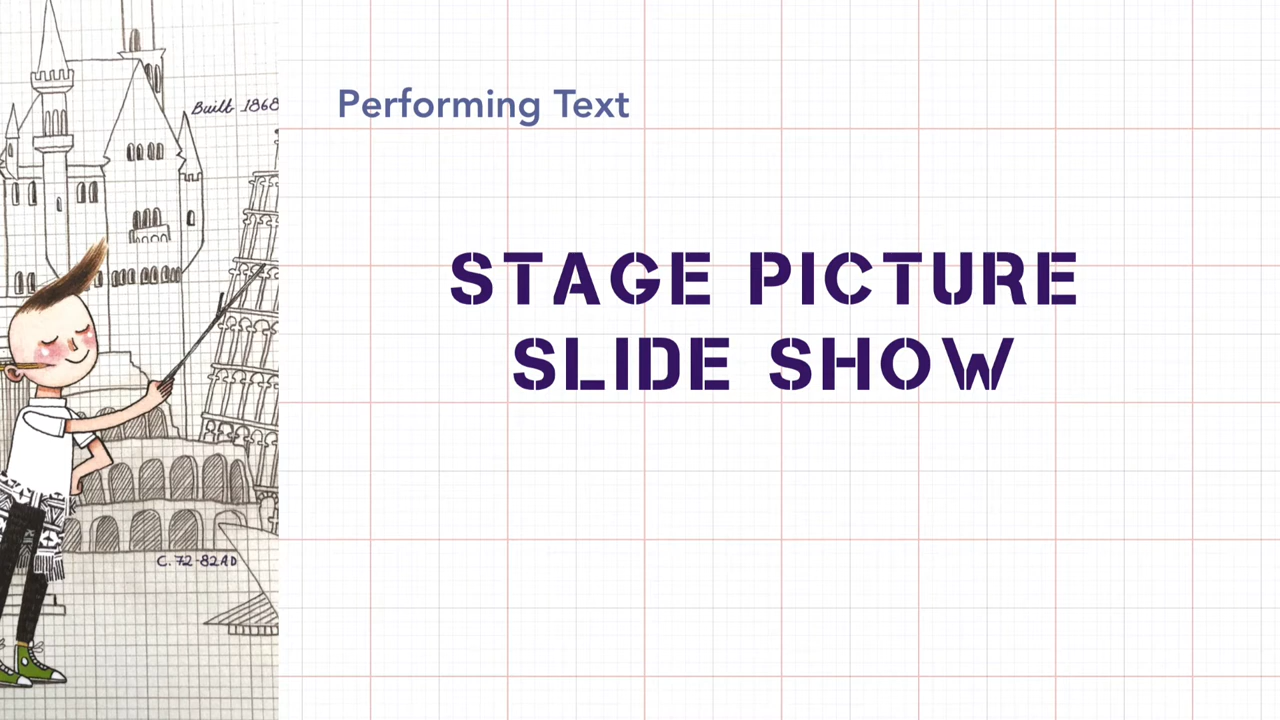 Performing Text
STAGE PICTURE
SLIDE SHOW
Built 1868
C. 72-82AD